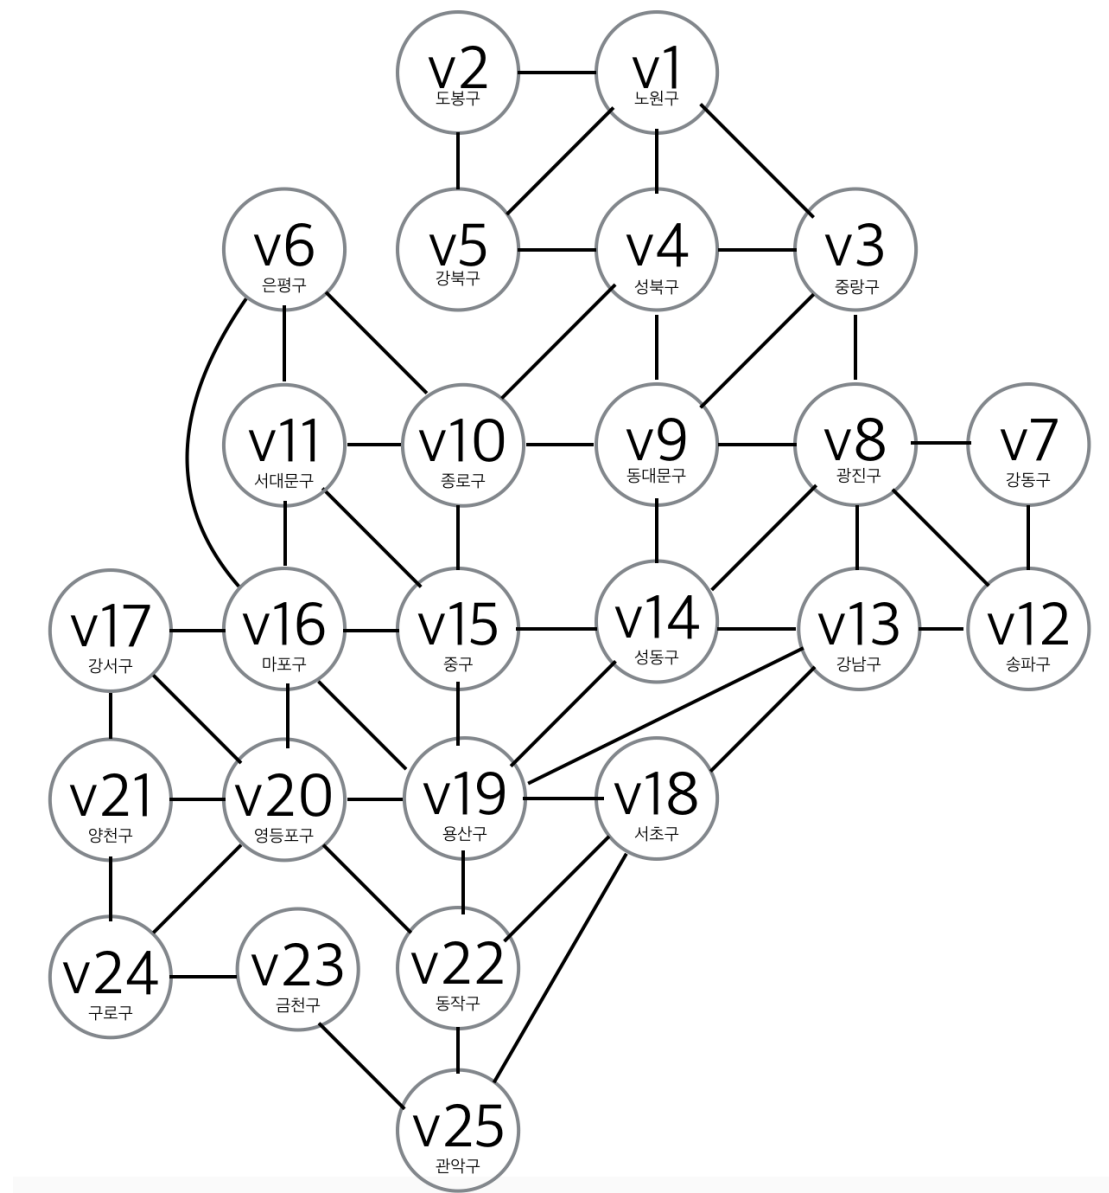 v2
도봉구
v1
노원구
v6
은평구
v5
강북구
v4
성북구
v3
중랑구
v11
서대문구
v10
종로구
v9
동대문구
v8
광진구
v7
강동구
v17
강서구
v16
마포구
v15
중구
v14
성동구
v13
강남구
v12
송파구
v21
양천구
v20
영등포구
v19
용산구
v18
서초구
v24
구로구
v23
금천구
v22
동작구
v25
관악구